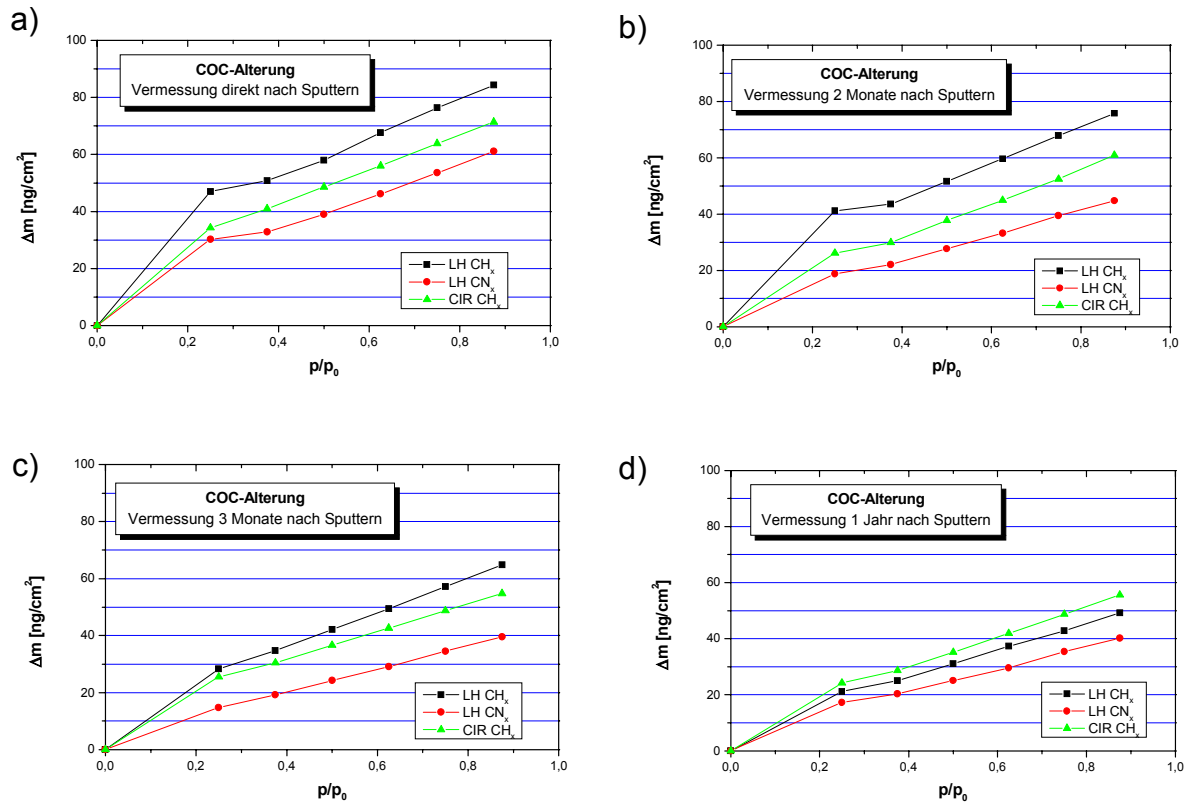 a)
COC-Alterung
Vermessung direkt nach Sputtern
Δm [ng/cm²]
100
80
60
40
20
0
LH CHₓ
LH CNₓ
CIR CHₓ
0,0 0,2 0,4 0,6 0,8 1,0
p/p₀
b)
COC-Alterung
Vermessung 2 Monate nach Sputtern
Δm [ng/cm²]
100
80
60
40
20
0
LH CHₓ
LH CNₓ
CIR CHₓ
0,0 0,2 0,4 0,6 0,8 1,0
p/p₀
c)
COC-Alterung
Vermessung 3 Monate nach Sputtern
Δm [ng/cm²]
100
80
60
40
20
0
LH CHₓ
LH CNₓ
CIR CHₓ
0,0 0,2 0,4 0,6 0,8 1,0
p/p₀
d)
COC-Alterung
Vermessung 1 Jahr nach Sputtern
Δm [ng/cm²]
100
80
60
40
20
0
LH CHₓ
LH CNₓ
CIR CHₓ
0,0 0,2 0,4 0,6 0,8 1,0
p/p₀